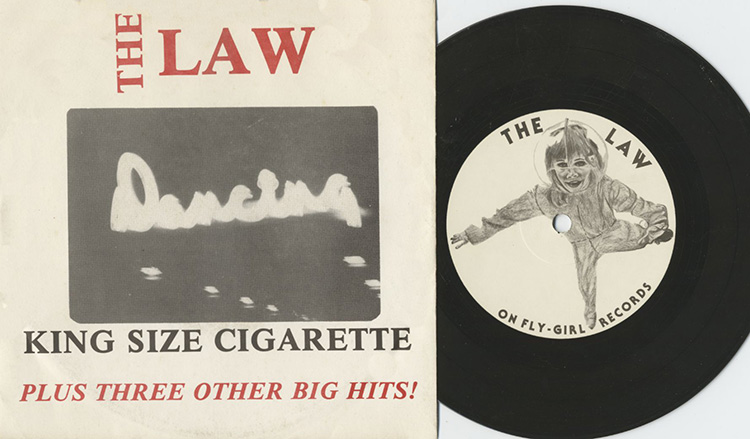 THE LAW
Dancing
KING SIZE CIGARETTE
PLUS THREE OTHER BIG HITS!
THE LAW
ON FLY-GIRL RECORDS